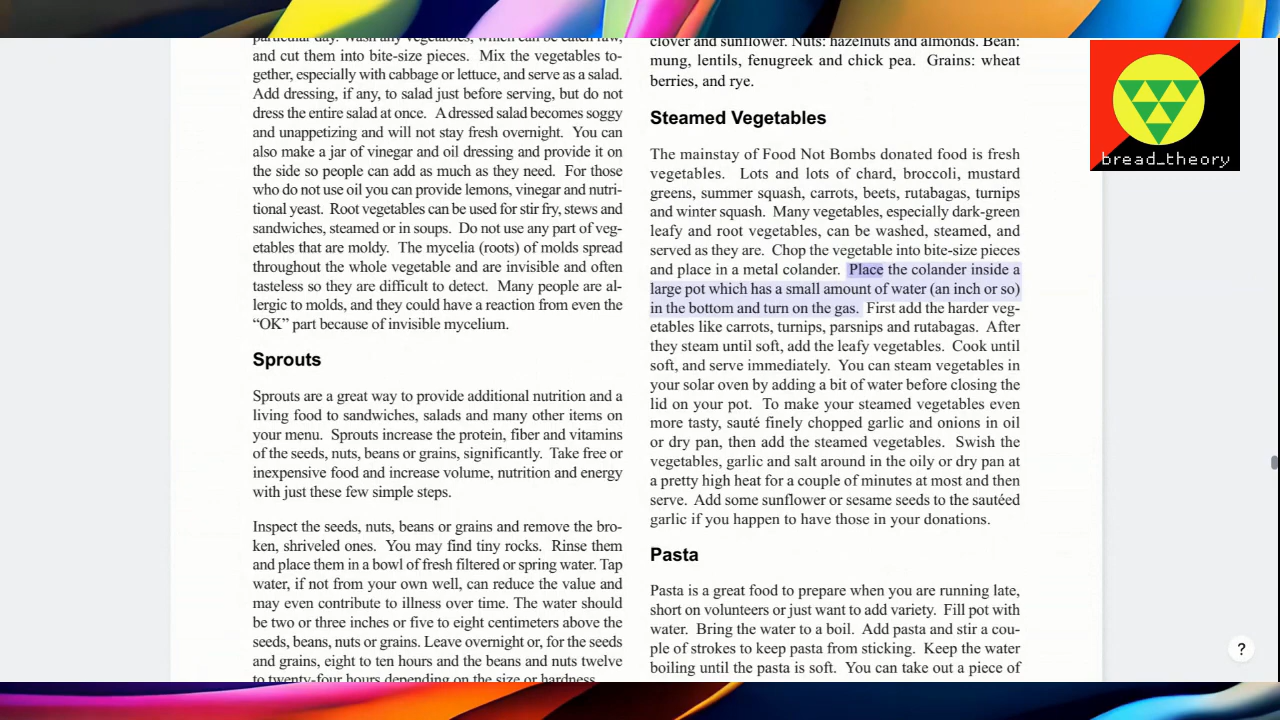 particular day. Wash any vegetables, which can be eaten raw,
and cut them into bite-size pieces. Mix the vegetables to-
gether, especially with cabbage or lettuce, and serve as a salad.
Add dressing, if any, to salad just before serving, but do not
dress the entire salad at once. A dressed salad becomes soggy
and unappetizing and will not stay fresh overnight. You can
also make a jar of vinegar and oil dressing and provide it on
the side so people can add as much as they need. For those
who do not use oil you can provide lemons, vinegar and nutri-
tional yeast. Root vegetables can be used for stir fry, stews and
sandwiches, steamed or in soups. Do not use any part of veg-
etables that are moldy. The mycelia (roots) of molds spread
throughout the whole vegetable and are invisible and often
tasteless so they are difficult to detect. Many people are al-
lergic to molds, and they could have a reaction from even the
“OK” part because of invisible mycelium.
Sprouts
Sprouts are a great way to provide additional nutrition and a
living food to sandwiches, salads and many other items on
your menu. Sprouts increase the protein, fiber and vitamins
of the seeds, nuts, beans or grains, significantly. Take free or
inexpensive food and increase volume, nutrition and energy
with just these few simple steps.
Inspect the seeds, nuts, beans or grains and remove the bro-
ken, shriveled ones. You may find tiny rocks. Rinse them
and place them in a bowl of fresh filtered or spring water. Tap
water, if not from your own well, can reduce the value and
may even contribute to illness over time. The water should
be two or three inches or five to eight centimeters above the
seeds, beans, nuts or grains. Leave overnight or, for the seeds
and grains, eight to ten hours and the beans and nuts twelve
to twenty-four hours depending on the size or hardness.
clover and sunflower. Nuts: hazelnuts and almonds. Bean:
mung, lentils, fenugreek and chick pea. Grains: wheat
berries, and rye.
Steamed Vegetables
The mainstay of Food Not Bombs donated food is fresh
vegetables. Lots and lots of chard, broccoli, mustard
greens, summer squash, carrots, beets, rutabagas, turnips
and winter squash. Many vegetables, especially dark-green
leafy and root vegetables, can be washed, steamed, and
served as they are. Chop the vegetable into bite-size pieces
and place in a metal colander. Place the colander inside a
large pot which has a small amount of water (an inch or so)
in the bottom and turn on the gas. First add the harder veg-
etables like carrots, turnips, parsnips and rutabagas. After
they steam until soft, add the leafy vegetables. Cook until
soft, and serve immediately. You can steam vegetables in
your solar oven by adding a bit of water before closing the
lid on your pot. To make your steamed vegetables even
more tasty, sauté finely chopped garlic and onions in oil
or dry pan, then add the steamed vegetables. Swish the
vegetables, garlic and salt around in the oily or dry pan at
a pretty high heat for a couple of minutes at most and then
serve. Add some sunflower or sesame seeds to the sautéed
garlic if you happen to have those in your donations.
Pasta
Pasta is a great food to prepare when you are running late,
short on volunteers or just want to add variety. Fill pot with
water. Bring the water to a boil. Add pasta and stir a cou-
ple of strokes to keep pasta from sticking. Keep the water
boiling until the pasta is soft. You can take out a piece of
bread_theory
?